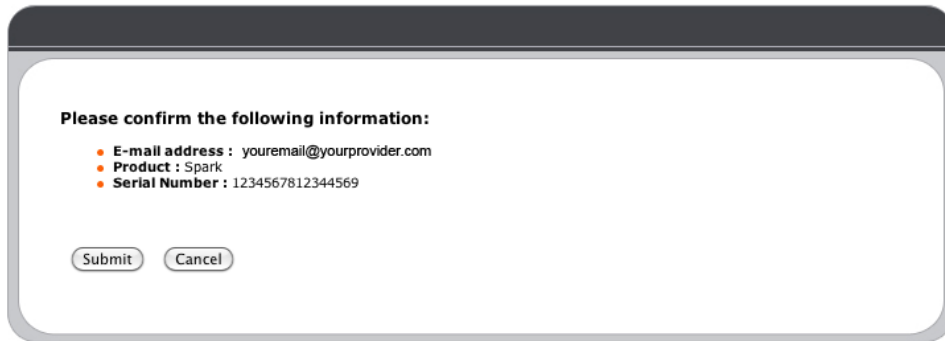 Please confirm the following information:
E-mail address : youremail@yourprovider.com
Product : Spark
Serial Number : 1234567812344569
Submit Cancel